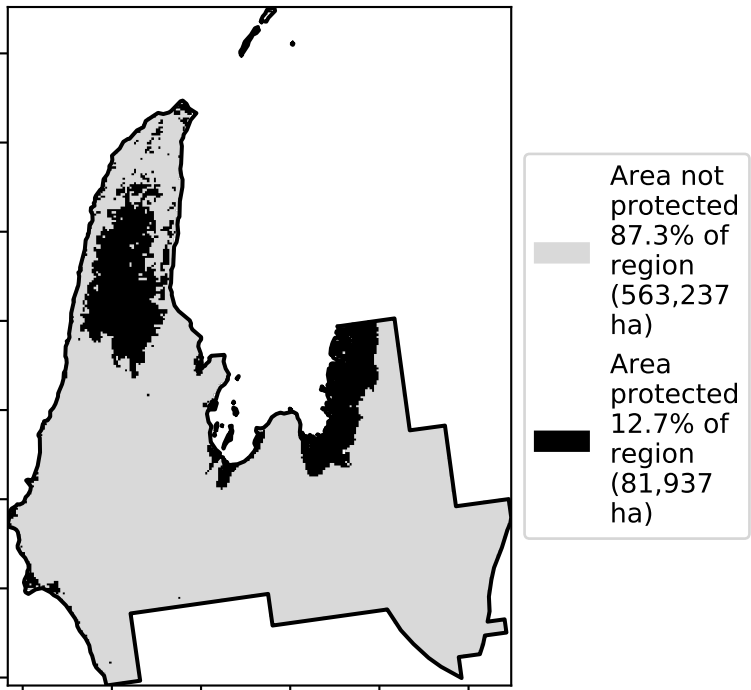 Area not
protected
87.3% of
region
(563,237
ha)
Area
protected
12.7% of
region
(81,937
ha)